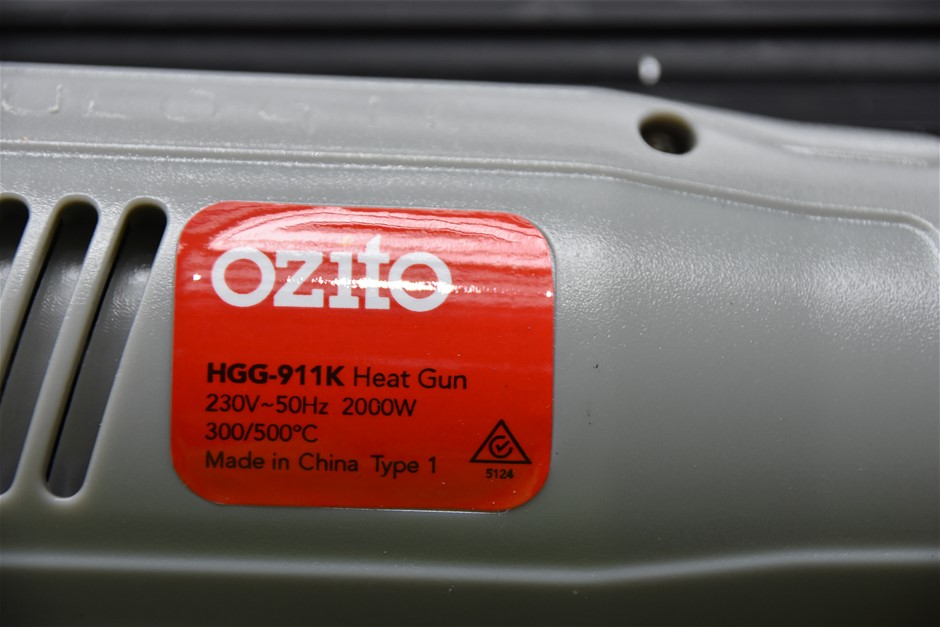 ozito
HGG-911K Heat Gun
230V~50Hz 2000W
300/500°C
Made in China Type 1
5124